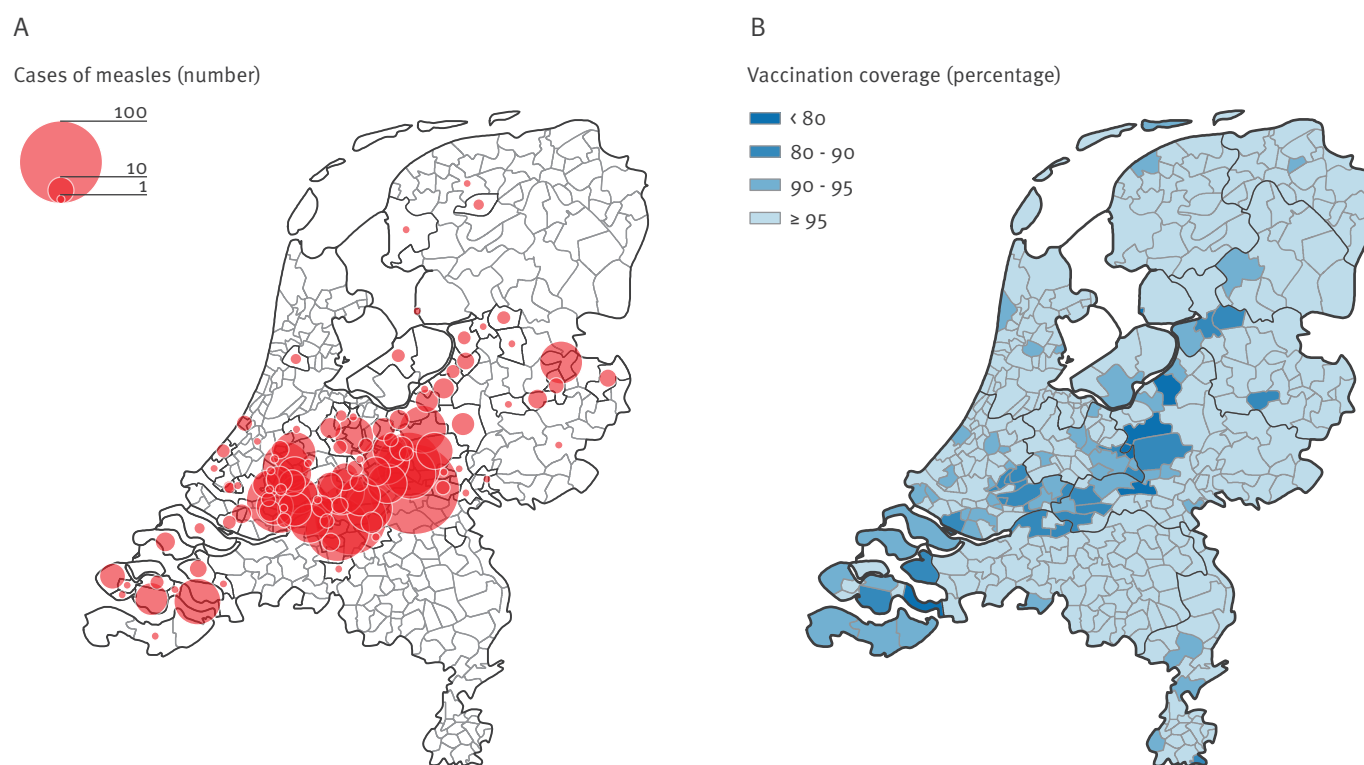 A
Cases of measles (number)
100
10
1
B
Vaccination coverage (percentage)
< 80
80 - 90
90 - 95
≥ 95